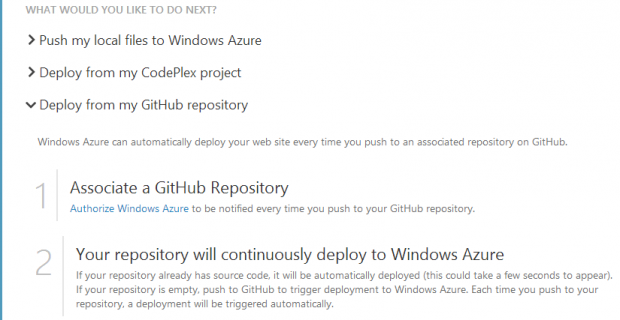 WHAT WOULD YOU LIKE TO DO NEXT?
Push my local files to Windows Azure
Deploy from my CodePlex project
Deploy from my GitHub repository
Windows Azure can automatically deploy your web site every time you push to an associated repository on GitHub.
1 Associate a GitHub Repository
Authorize Windows Azure to be notified every time you push to your GitHub repository.
2 Your repository will continuously deploy to Windows Azure
If your repository already has source code, it will be automatically deployed (this could take a few seconds to appear).
If your repository is empty, push to GitHub to trigger deployment to Windows Azure. Each time you push to your
repository, a deployment will be triggered automatically.